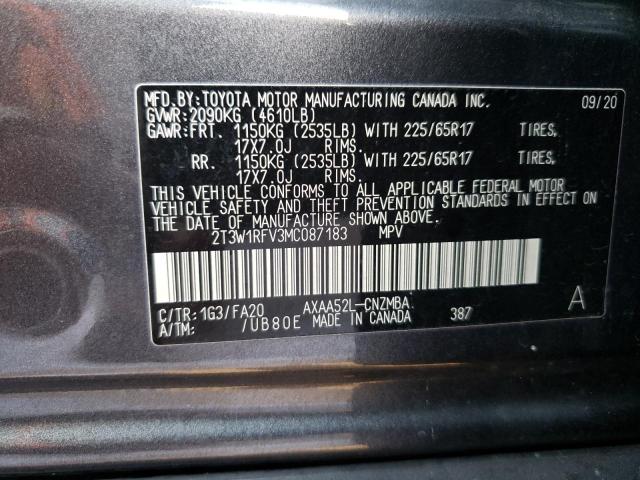 MFD.BY:TOYOTA MOTOR MANUFACTURING CANADA INC. 09/20
GVWR:2090KG (4610LB)
GAWR:FRT. 1150KG (2535LB) WITH 225/65R17 TIRES,
17X7.0J RIMS.
RR. 1150KG (2535LB) WITH 225/65R17 TIRES,
17X7.0J RIMS.
THIS VEHICLE CONFORMS TO ALL APPLICABLE FEDERAL MOTOR
VEHICLE SAFETY AND THEFT PREVENTION STANDARDS IN EFFECT ON
THE DATE OF MANUFACTURE SHOWN ABOVE.
2T3W1RFV3MC087183 MPV
C/TR:1G3/FA20 AXAA52L-CNZMBA A
A/TM: /UB80E MADE IN CANADA 387